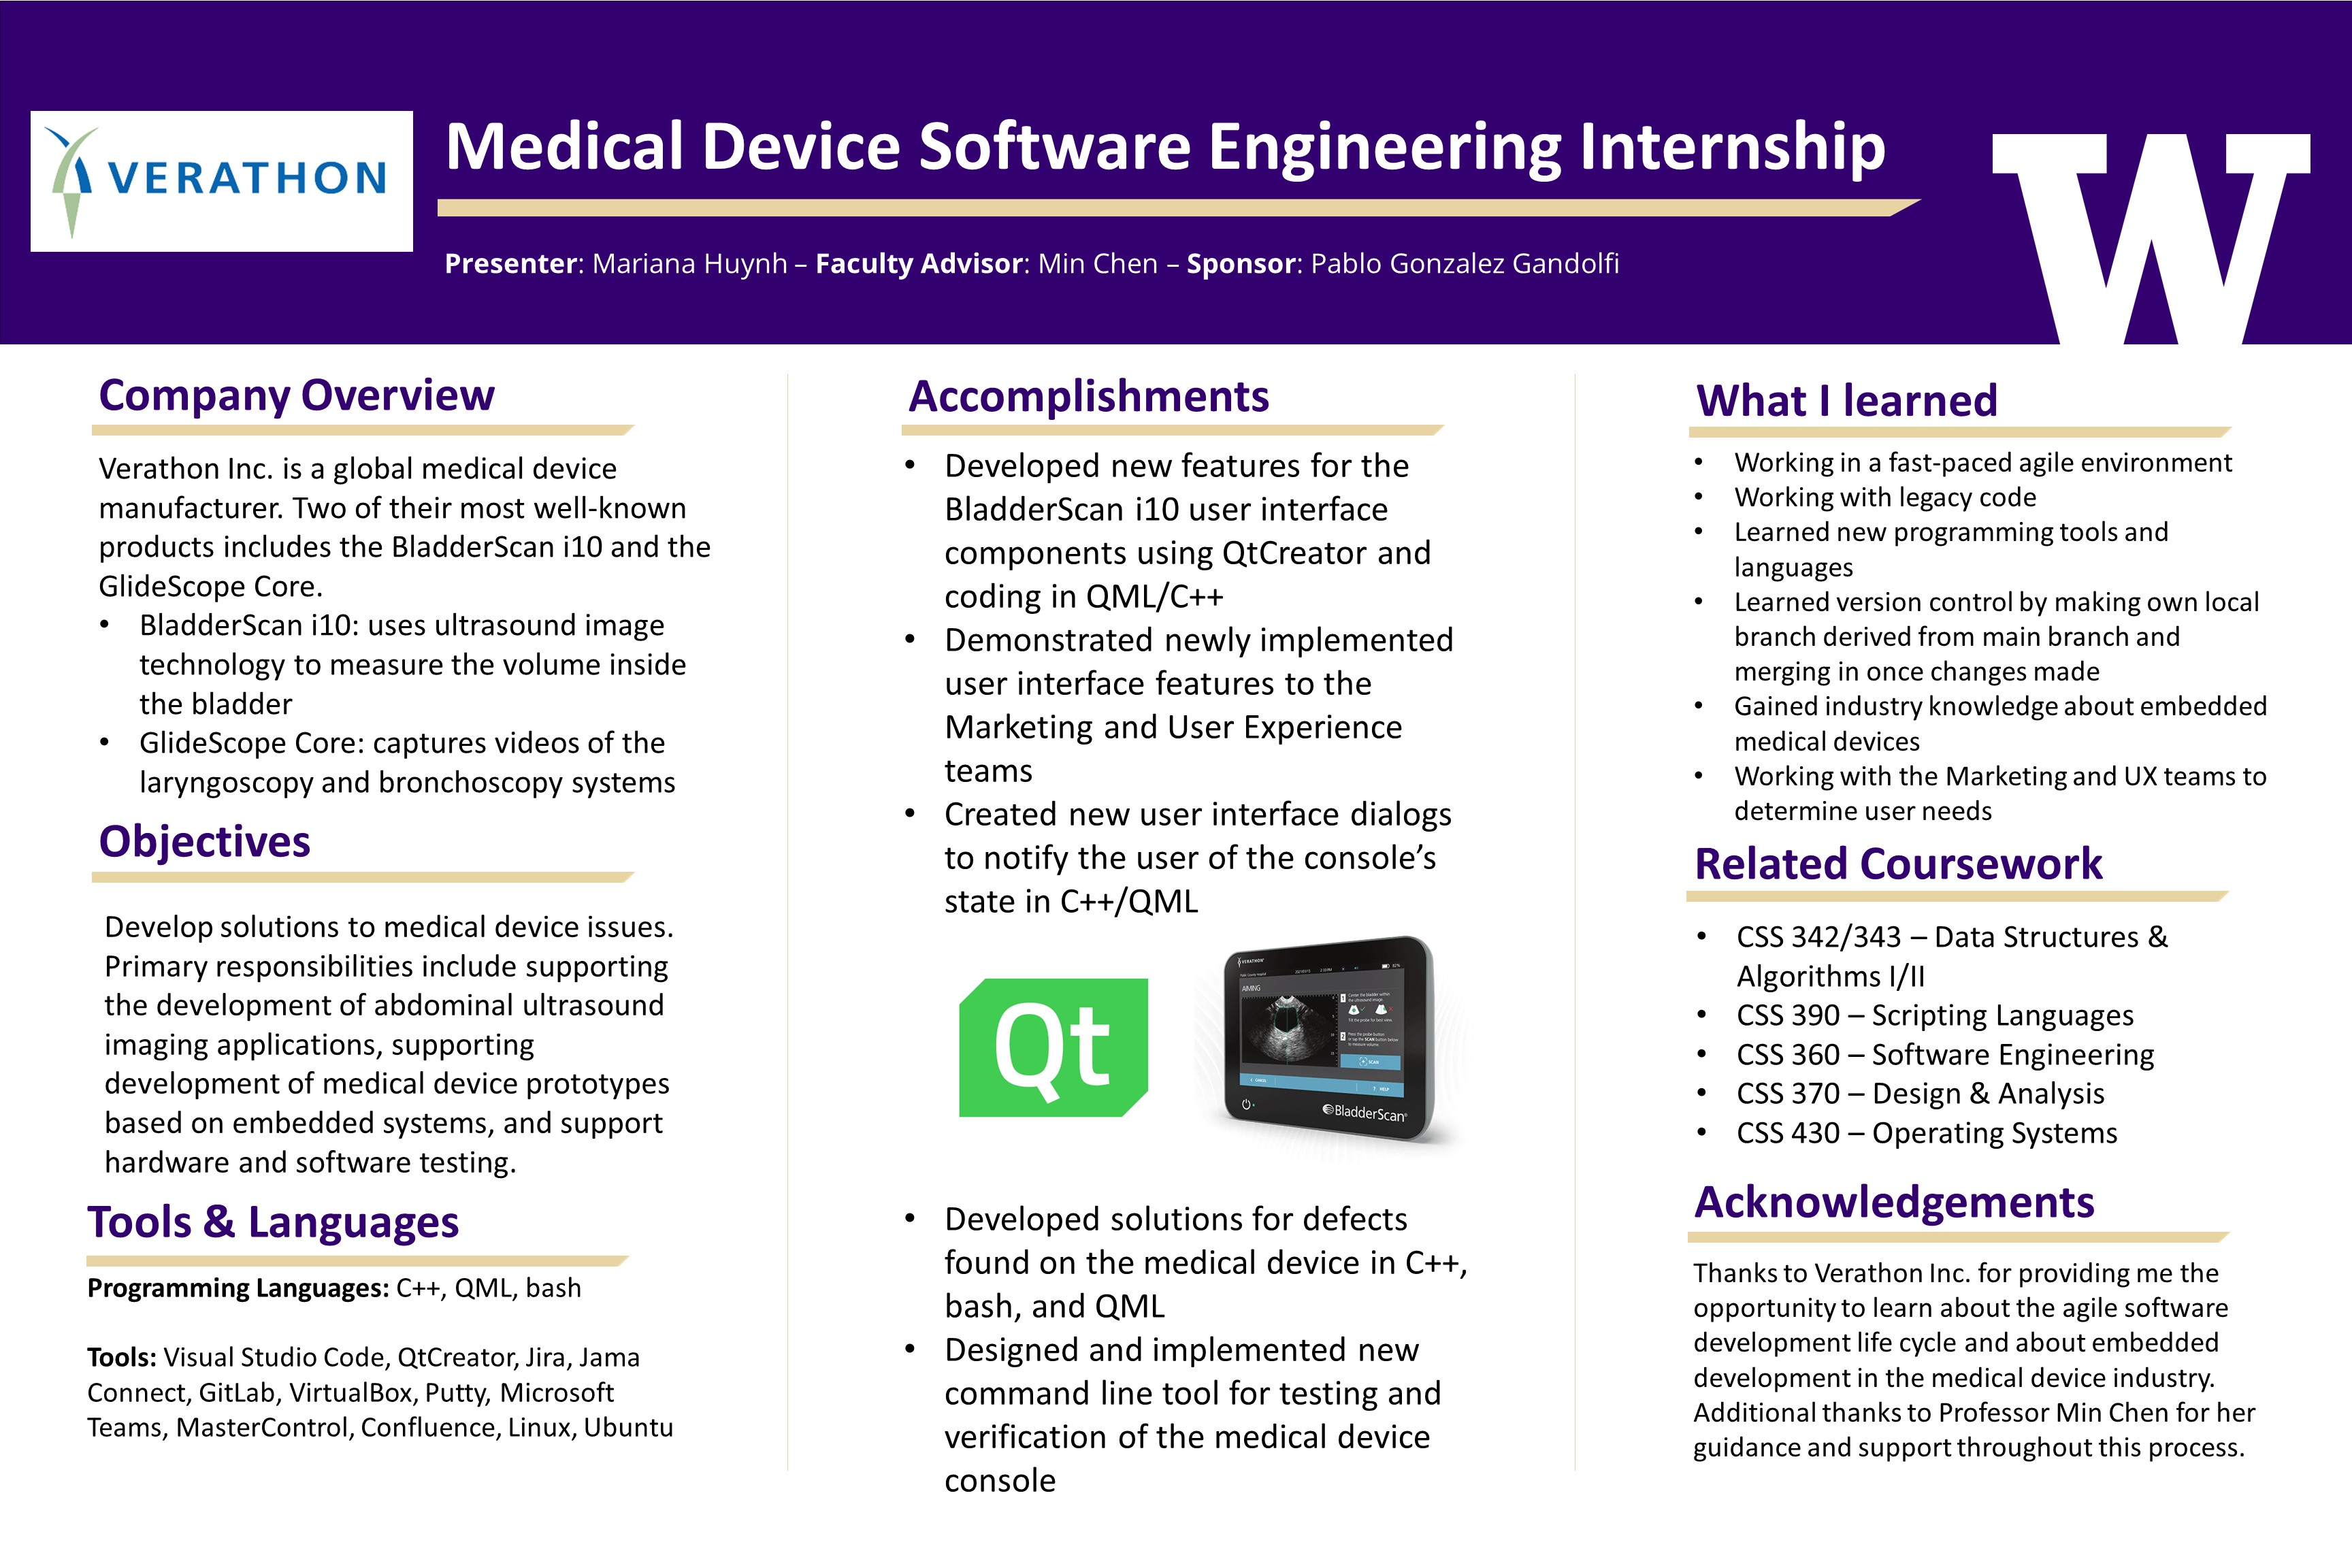 VERATHON
Medical Device Software Engineering Internship
Presenter: Mariana Huynh – Faculty Advisor: Min Chen – Sponsor: Pablo Gonzalez Gandolfi
W
Company Overview
Verathon Inc. is a global medical device
manufacturer. Two of their most well-known
products includes the BladderScan i10 and the
GlideScope Core.
• BladderScan i10: uses ultrasound image
technology to measure the volume inside
the bladder
• GlideScope Core: captures videos of the
laryngoscopy and bronchoscopy systems
Objectives
Develop solutions to medical device issues.
Primary responsibilities include supporting
the development of abdominal ultrasound
imaging applications, supporting
development of medical device prototypes
based on embedded systems, and support
hardware and software testing.
Tools & Languages
Programming Languages: C++, QML, bash
Tools: Visual Studio Code, QtCreator, Jira, Jama
Connect, GitLab, VirtualBox, Putty, Microsoft
Teams, MasterControl, Confluence, Linux, Ubuntu
Accomplishments
• Developed new features for the
BladderScan i10 user interface
components using QtCreator and
coding in QML/C++
• Demonstrated newly implemented
user interface features to the
Marketing and User Experience
teams
• Created new user interface dialogs
to notify the user of the console’s
state in C++/QML
Qt
VERATHON
AIMING
SCAN
CANCEL
? HELP
BladderScan®
• Developed solutions for defects
found on the medical device in C++,
bash, and QML
• Designed and implemented new
command line tool for testing and
verification of the medical device
console
What I learned
• Working in a fast-paced agile environment
• Working with legacy code
• Learned new programming tools and
languages
• Learned version control by making own local
branch derived from main branch and
merging in once changes made
• Gained industry knowledge about embedded
medical devices
• Working with the Marketing and UX teams to
determine user needs
Related Coursework
• CSS 342/343 – Data Structures &
Algorithms I/II
• CSS 390 – Scripting Languages
• CSS 360 – Software Engineering
• CSS 370 – Design & Analysis
• CSS 430 – Operating Systems
Acknowledgements
Thanks to Verathon Inc. for providing me the
opportunity to learn about the agile software
development life cycle and about embedded
development in the medical device industry.
Additional thanks to Professor Min Chen for her
guidance and support throughout this process.